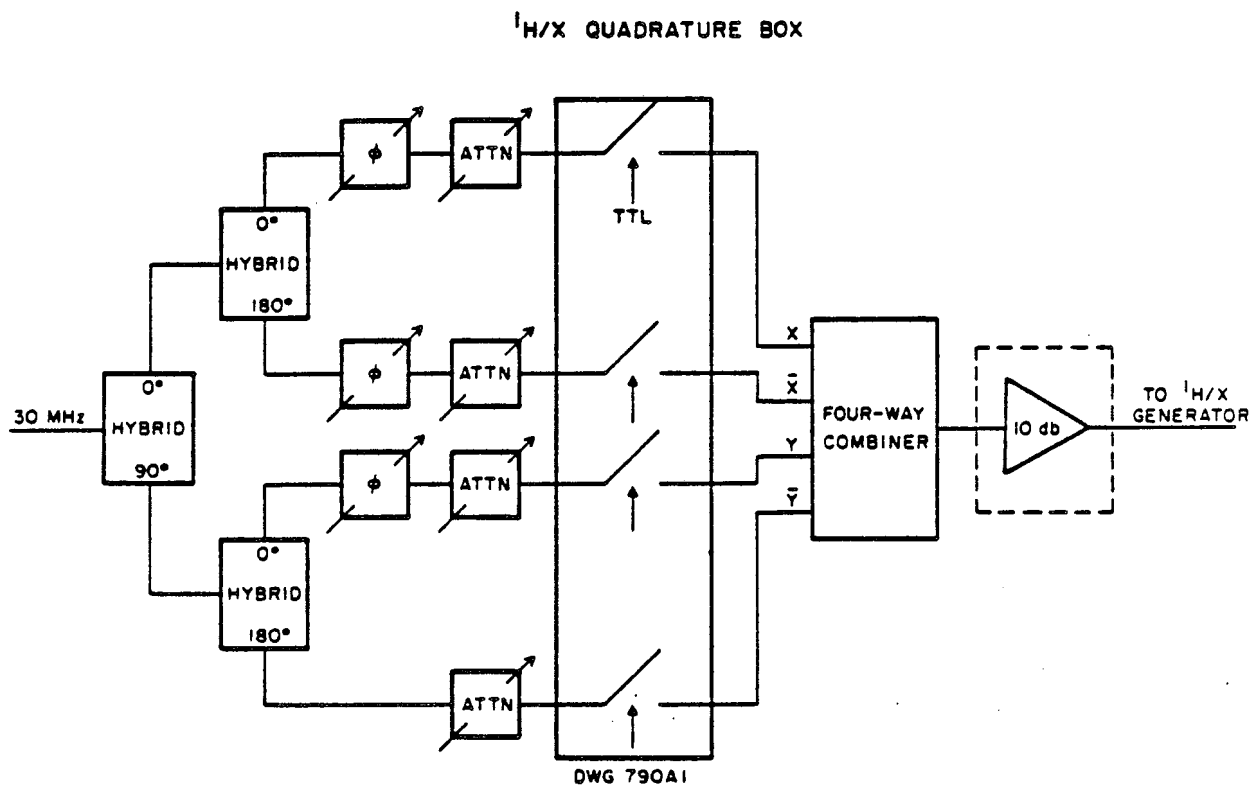 ¹H/X QUADRATURE BOX
ϕ
ATTN
TTL
0°
HYBRID
180°
ϕ
ATTN
X
X̄
Y
Ȳ
FOUR-WAY
COMBINER
10 db
TO ¹H/X
GENERATOR
30 MHz
0°
HYBRID
90°
ϕ
ATTN
0°
HYBRID
180°
ATTN
DWG 790A1